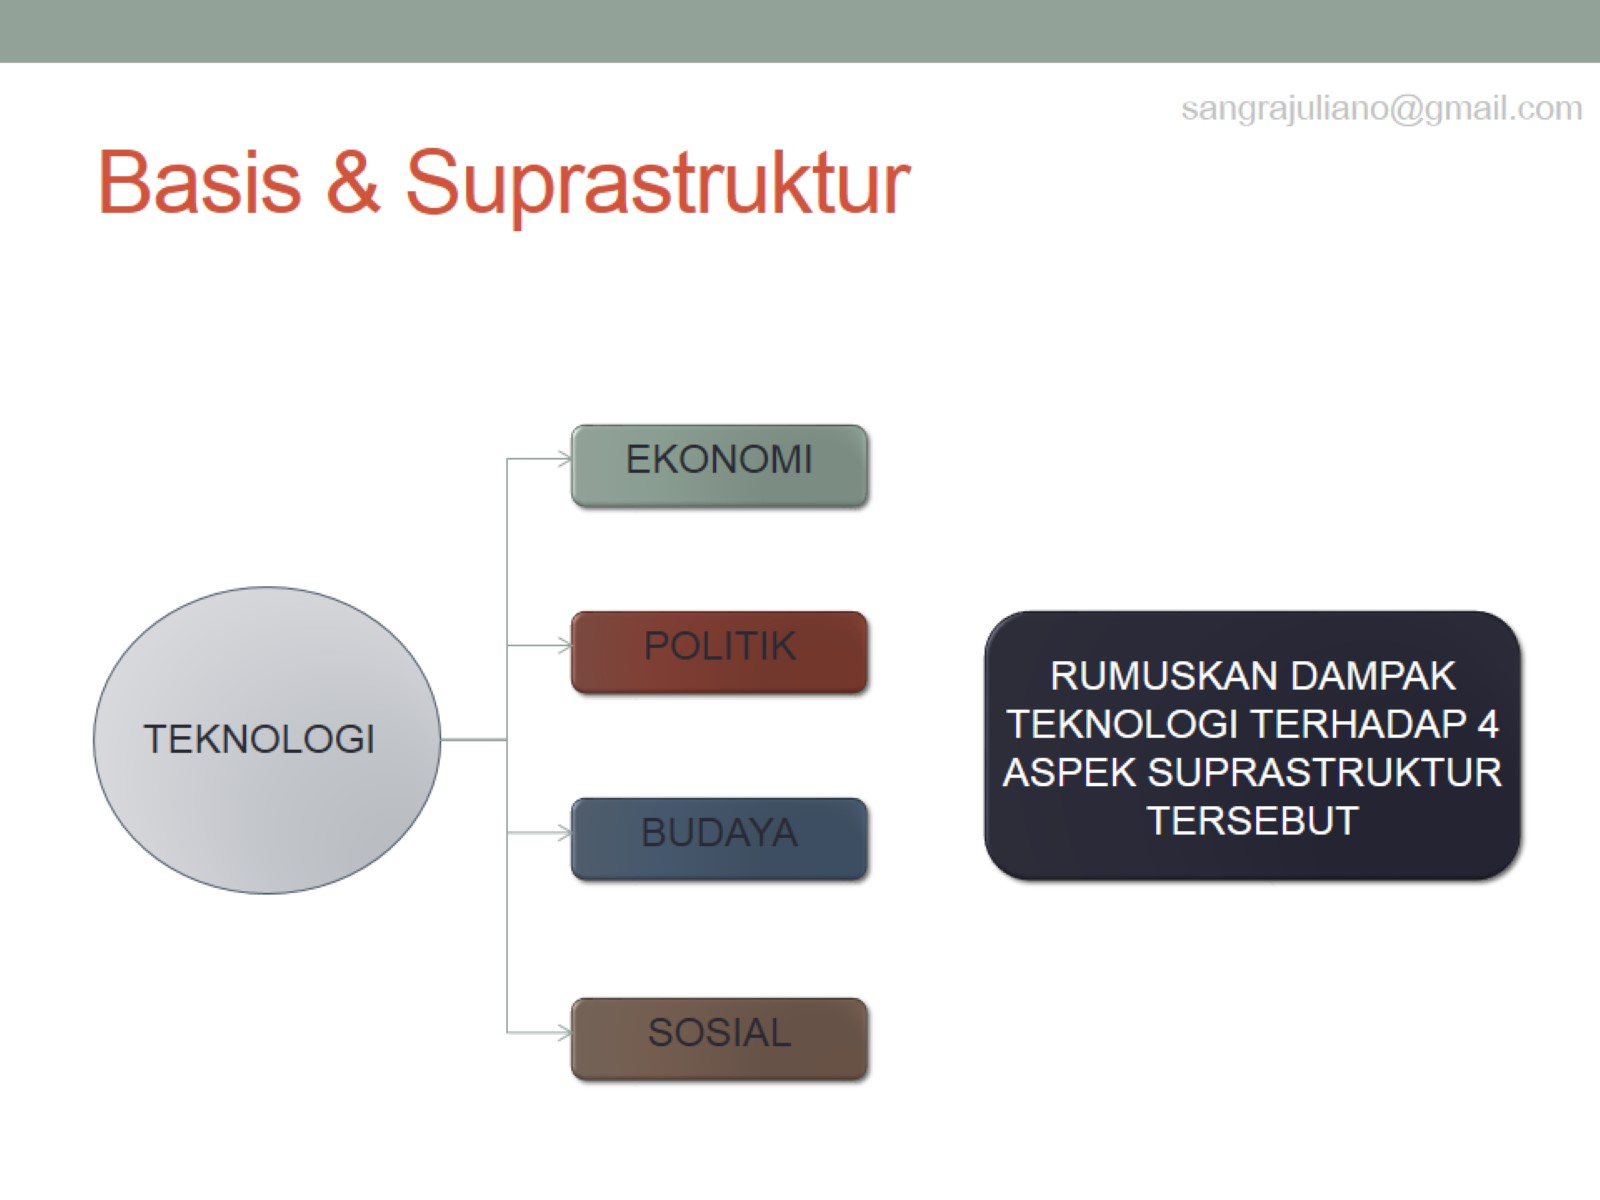 sangrajuliano@gmail.com
Basis & Suprastruktur
EKONOMI
POLITIK
TEKNOLOGI
BUDAYA
SOSIAL
RUMUSKAN DAMPAK
TEKNOLOGI TERHADAP 4
ASPEK SUPRASTRUKTUR
TERSEBUT